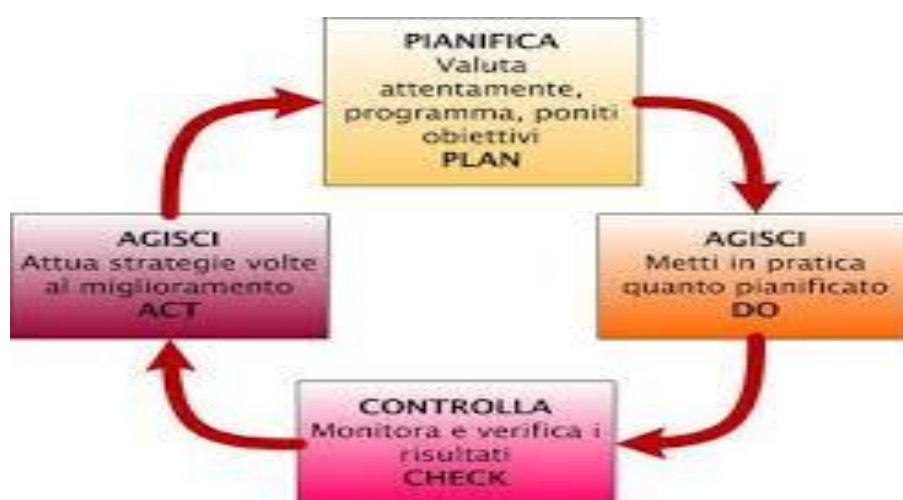 PIANIFICA
Valuta
attentamente,
programma, poniti
obiettivi
PLAN
AGISCI
Metti in pratica
quanto pianificato
DO
CONTROLLA
Monitora e verifica i
risultati
CHECK
AGISCI
Attua strategie volte
al miglioramento
ACT